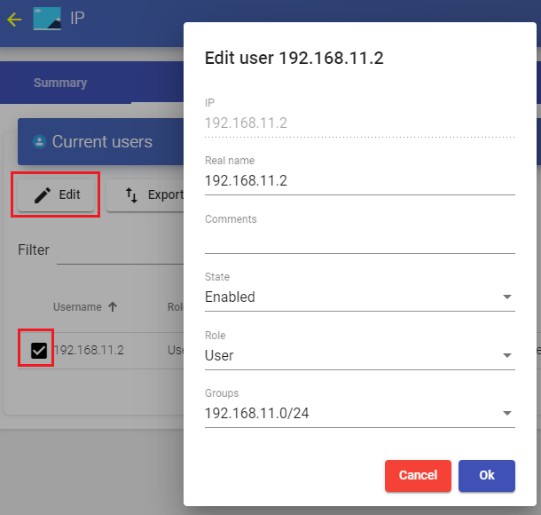 IP
Summary
Current users
Edit
Export
Filter
Username
192.168.11.2
Edit user 192.168.11.2
IP
192.168.11.2
Real name
192.168.11.2
Comments
State
Enabled
Role
User
Groups
192.168.11.0/24
Cancel Ok